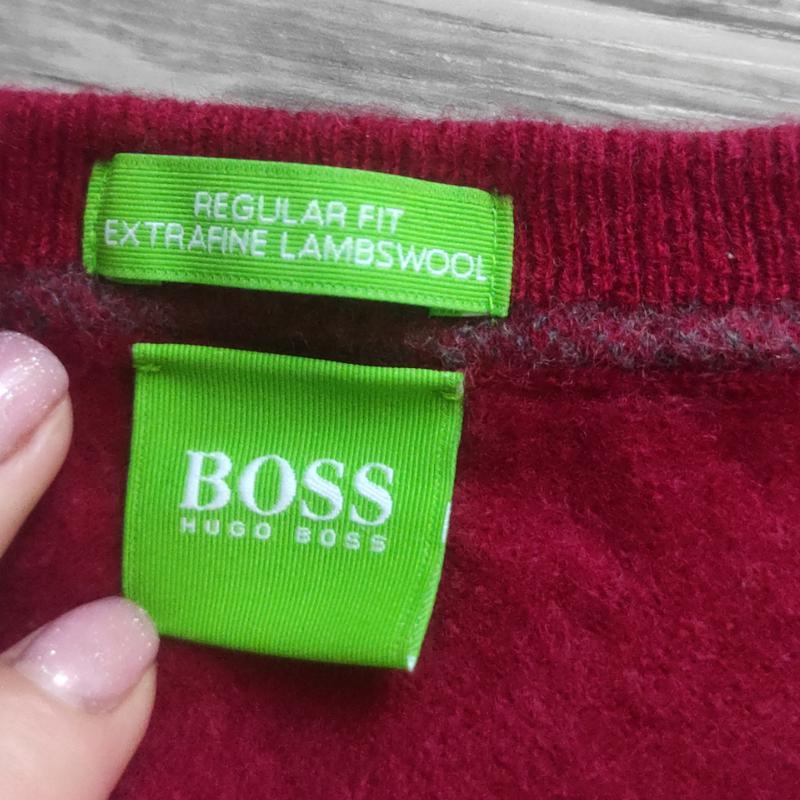 REGULAR FIT
EXTRAFINE LAMBSWOOL
BOSS
HUGO BOSS